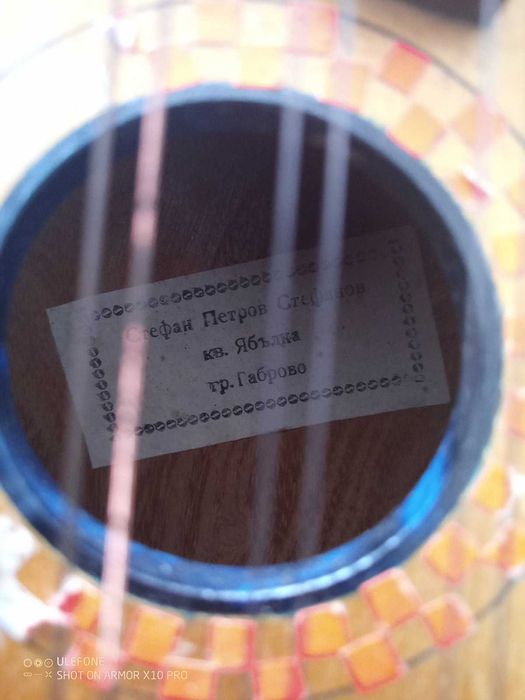 Стефан Петров Стефанов
кв. Ябълка
гр. Габрово
ULEFONE
SHOT ON ARMOR X10 PRO